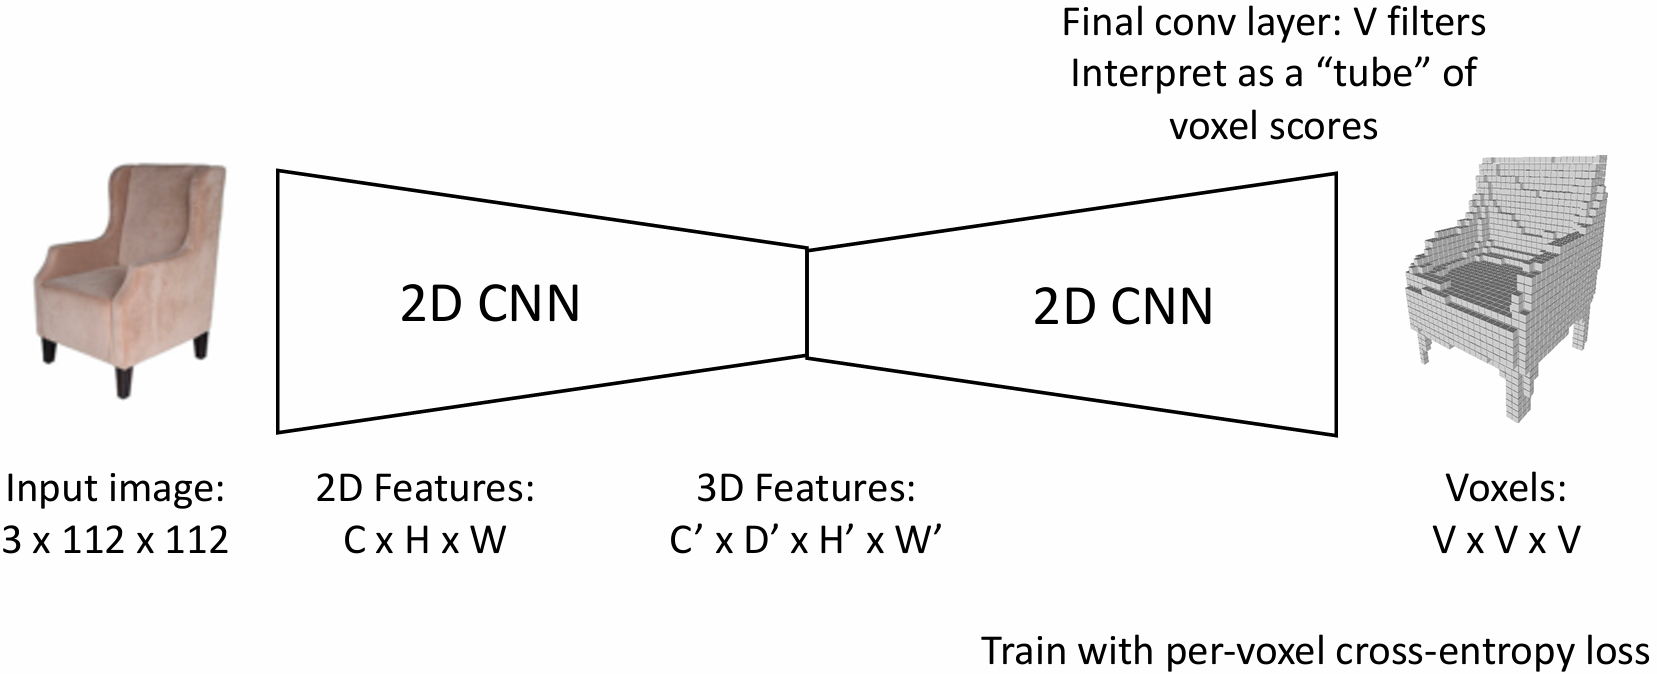 Final conv layer: V filters
Interpret as a “tube” of
voxel scores
2D CNN
2D CNN
Input image:
3 x 112 x 112
2D Features:
C x H x W
3D Features:
C’ x D’ x H’ x W’
Voxels:
V x V x V
Train with per-voxel cross-entropy loss